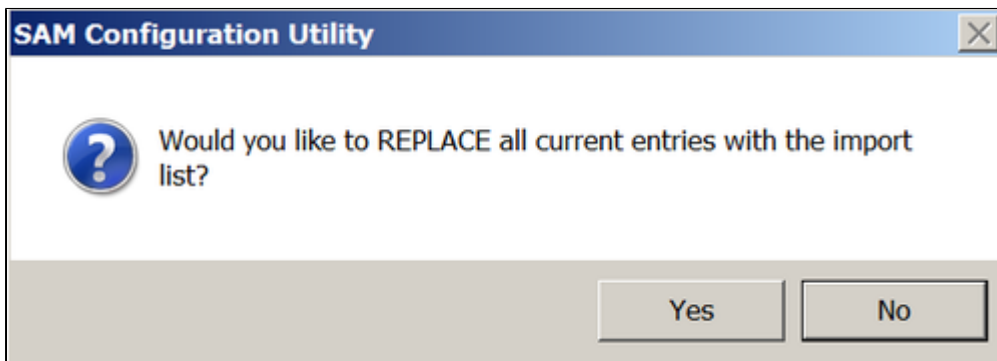 SAM Configuration Utility
Would you like to REPLACE all current entries with the import
list?
Yes
No